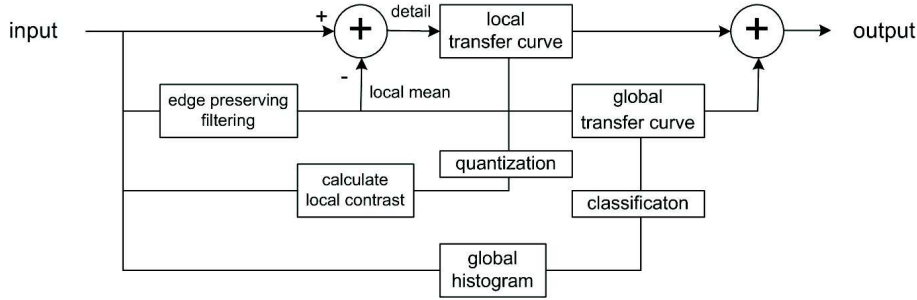 input
+
+
detail
local
transfer curve
+
output
-
local mean
edge preserving
filtering
global
transfer curve
quantization
calculate
local contrast
classificaton
global
histogram